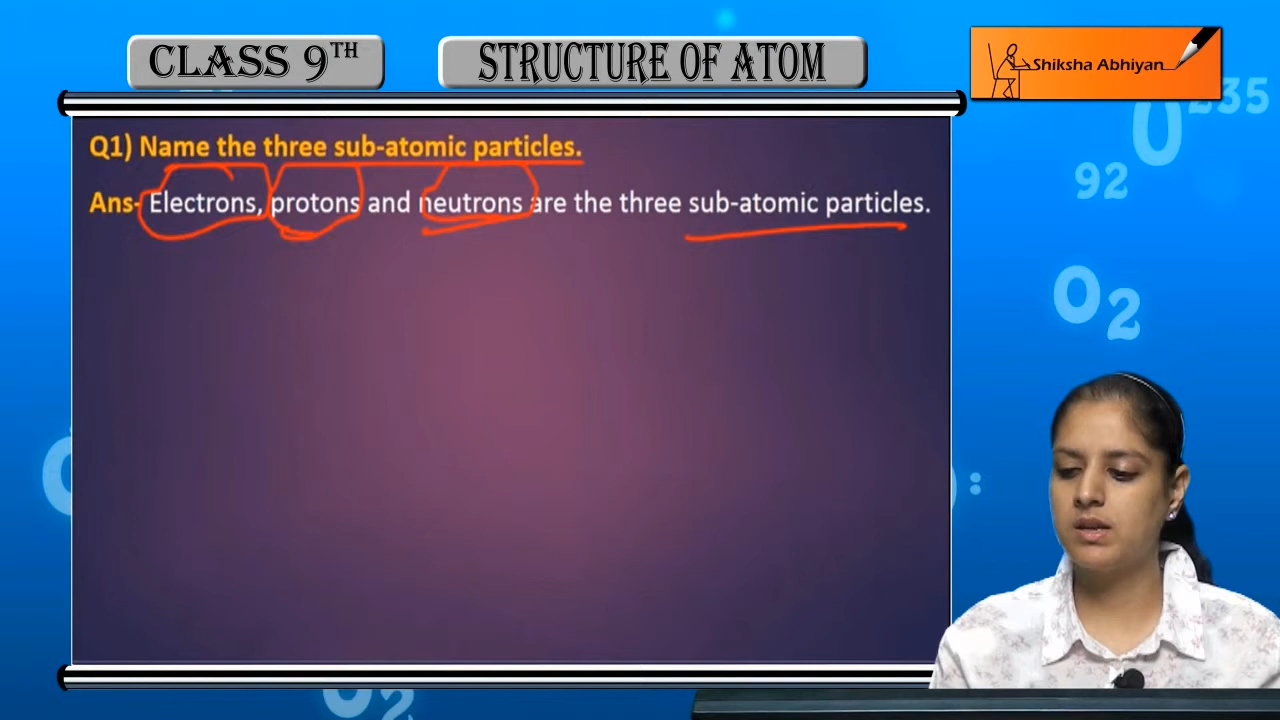 CLASS 9TH
STRUCTURE OF ATOM
Shiksha Abhiyan
Q1) Name the three sub-atomic particles.
Ans- Electrons, protons and neutrons are the three sub-atomic particles.
235
92
O
O2
O2